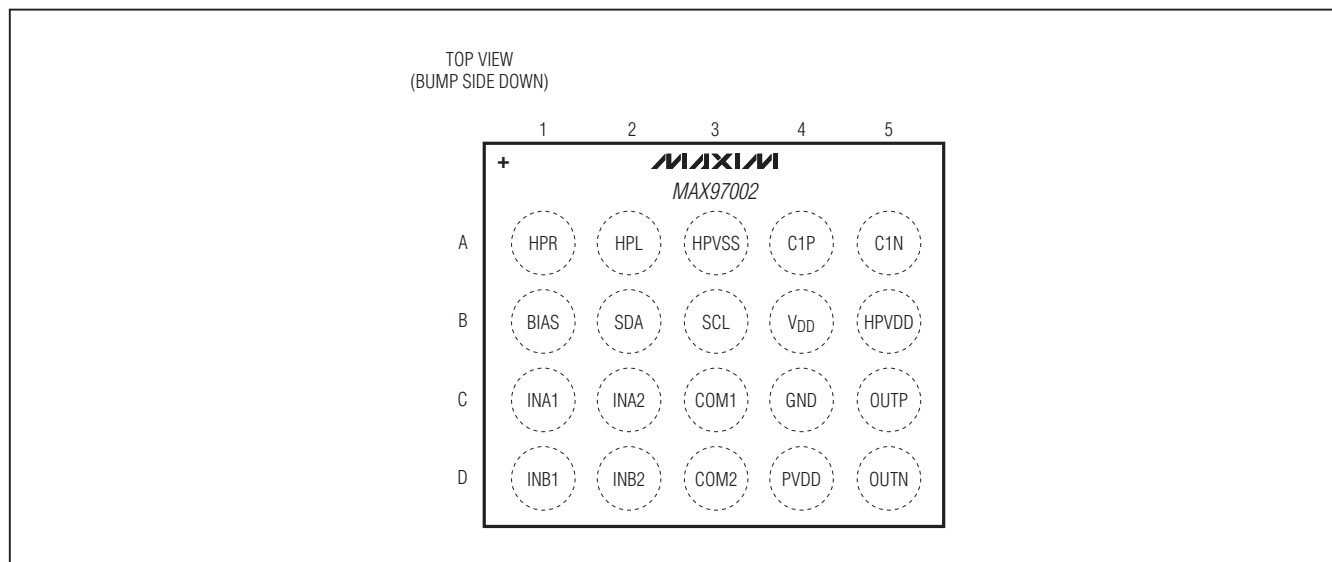 TOP VIEW
(BUMP SIDE DOWN)
1 2 3 4 5
+ MAXIM
MAX97002
A HPR HPL HPVSS C1P C1N
B BIAS SDA SCL VDD HPVDD
C INA1 INA2 COM1 GND OUTP
D INB1 INB2 COM2 PVDD OUTN